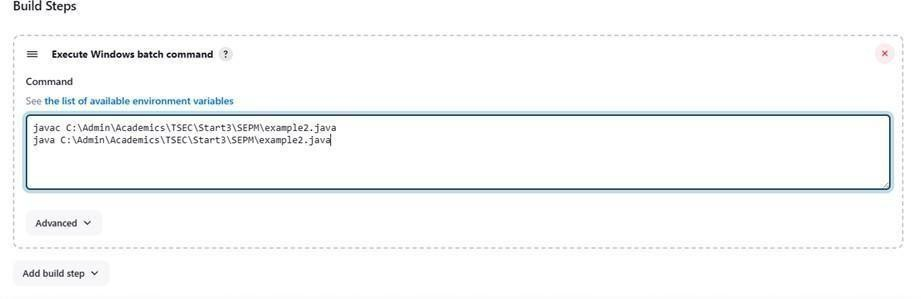 Build Steps
Execute Windows batch command ?
Command
See the list of available environment variables
javac C:\Admin\Academics\TSEC\Start3\SEPM\example2.java
java C:\Admin\Academics\TSEC\Start3\SEPM\example2.java
Advanced
Add build step